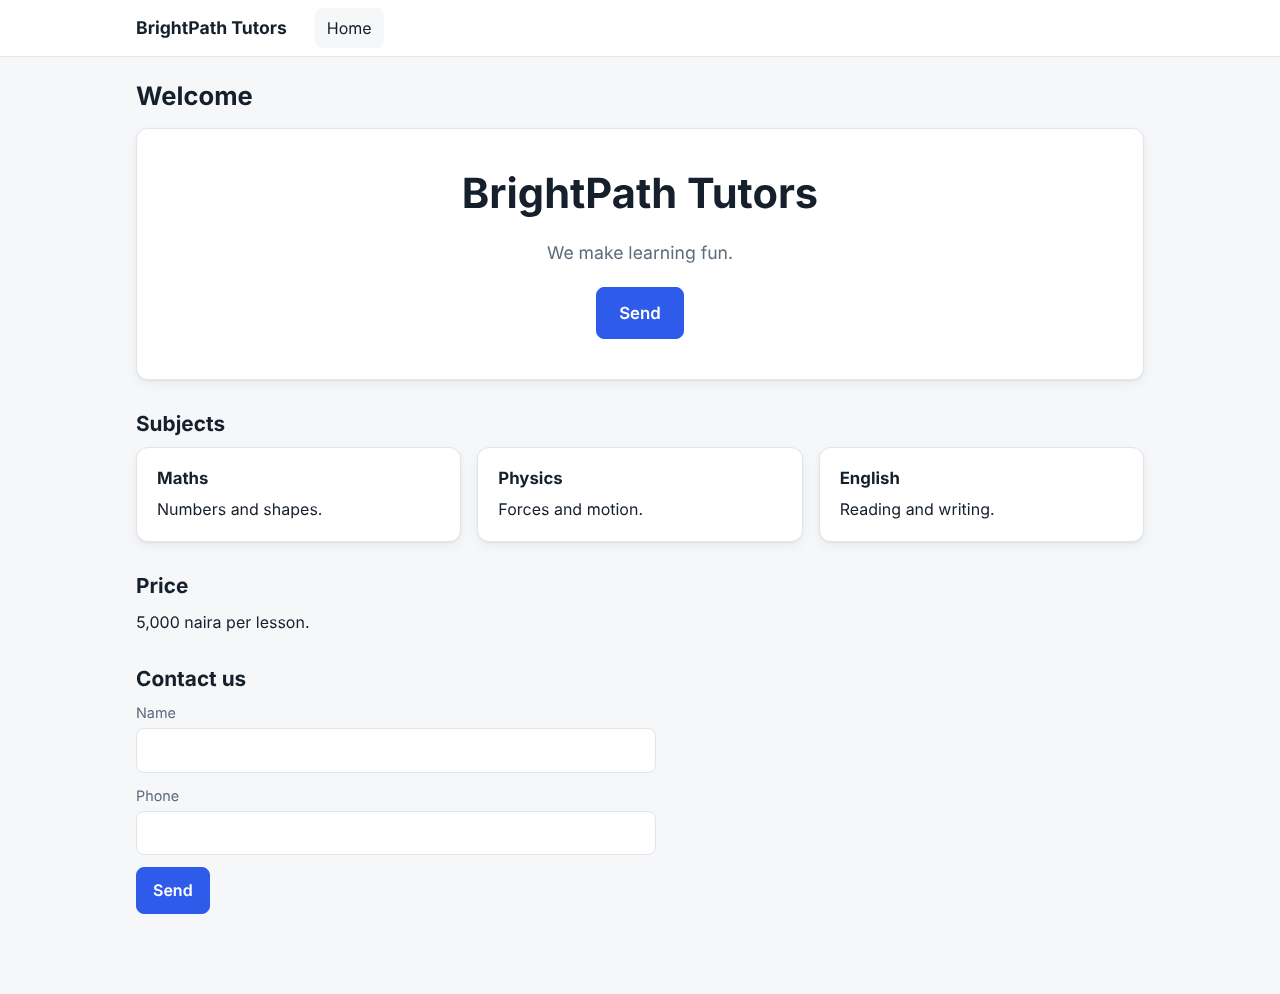 BrightPath Tutors Home
Welcome
BrightPath Tutors
We make learning fun.
Send
Subjects
Maths
Numbers and shapes.
Physics
Forces and motion.
English
Reading and writing.
Price
5,000 naira per lesson.
Contact us
Name
Phone
Send